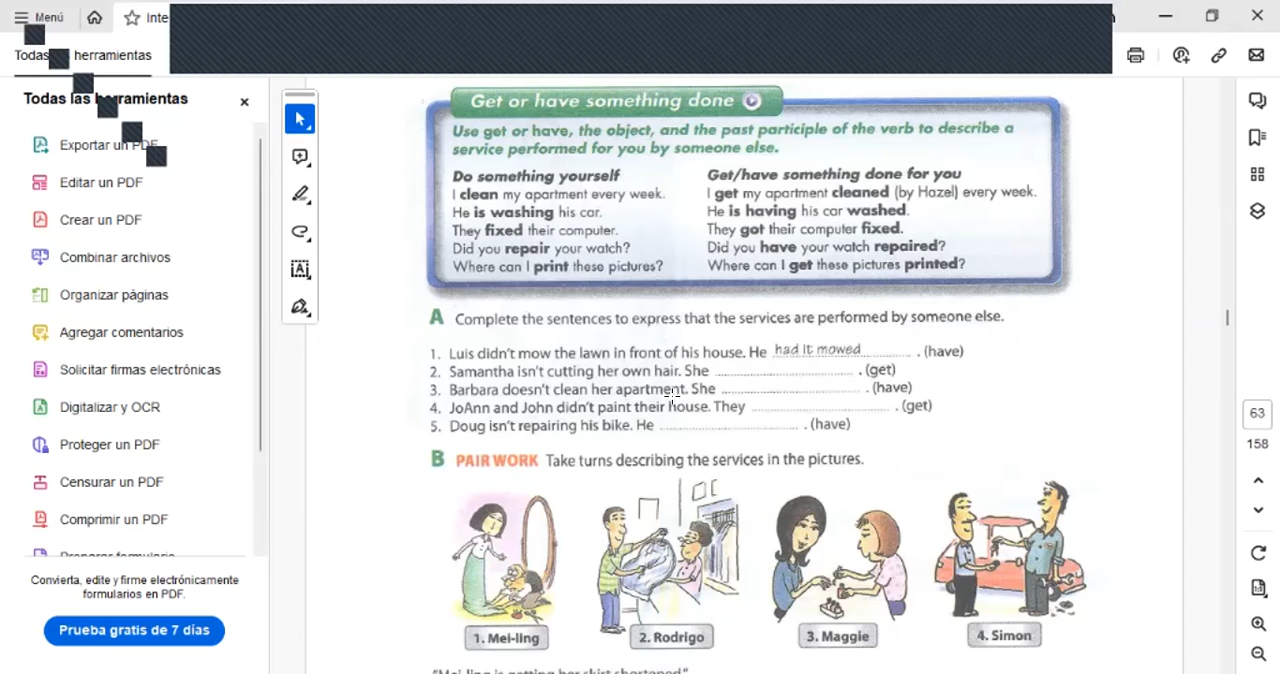 Menú
Inte
Todas herramientas
Todas las herramientas
Exportar un PDF
Editar un PDF
Crear un PDF
Combinar archivos
Organizar páginas
Agregar comentarios
Solicitar firmas electrónicas
Digitalizar y OCR
Proteger un PDF
Censurar un PDF
Comprimir un PDF
Preparar formulario
Convierta, edite y firme electrónicamente
formularios en PDF.
Prueba gratis de 7 días
Get or have something done
Use get or have, the object, and the past participle of the verb to describe a
service performed for you by someone else.
Do something yourself
I clean my apartment every week.
He is washing his car.
They fixed their computer.
Did you repair your watch?
Where can I print these pictures?
Get/have something done for you
I get my apartment cleaned (by Hazel) every week.
He is having his car washed.
They got their computer fixed.
Did you have your watch repaired?
Where can I get these pictures printed?
A Complete the sentences to express that the services are performed by someone else.
1. Luis didn't mow the lawn in front of his house. He had it mowed . (have)
2. Samantha isn't cutting her own hair. She . (get)
3. Barbara doesn't clean her apartment. She . (have)
4. JoAnn and John didn't paint their house. They . (get)
5. Doug isn't repairing his bike. He . (have)
B PAIR WORK Take turns describing the services in the pictures.
1. Mei-ling
2. Rodrigo
3. Maggie
4. Simon
"Mei-ling is getting her skirt shortened"
63
158